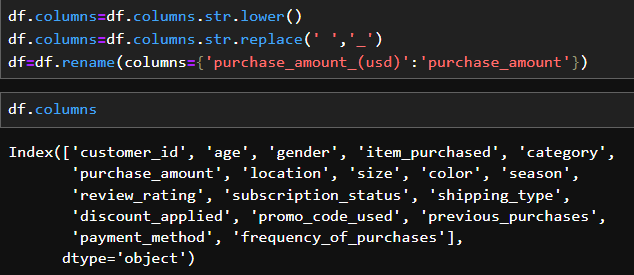 df.columns=df.columns.str.lower()
df.columns=df.columns.str.replace(' ','_')
df=df.rename(columns={'purchase_amount_(usd)':'purchase_amount'})
df.columns
Index(['customer_id', 'age', 'gender', 'item_purchased', 'category',
       'purchase_amount', 'location', 'size', 'color', 'season',
       'review_rating', 'subscription_status', 'shipping_type',
       'discount_applied', 'promo_code_used', 'previous_purchases',
       'payment_method', 'frequency_of_purchases'],
      dtype='object')